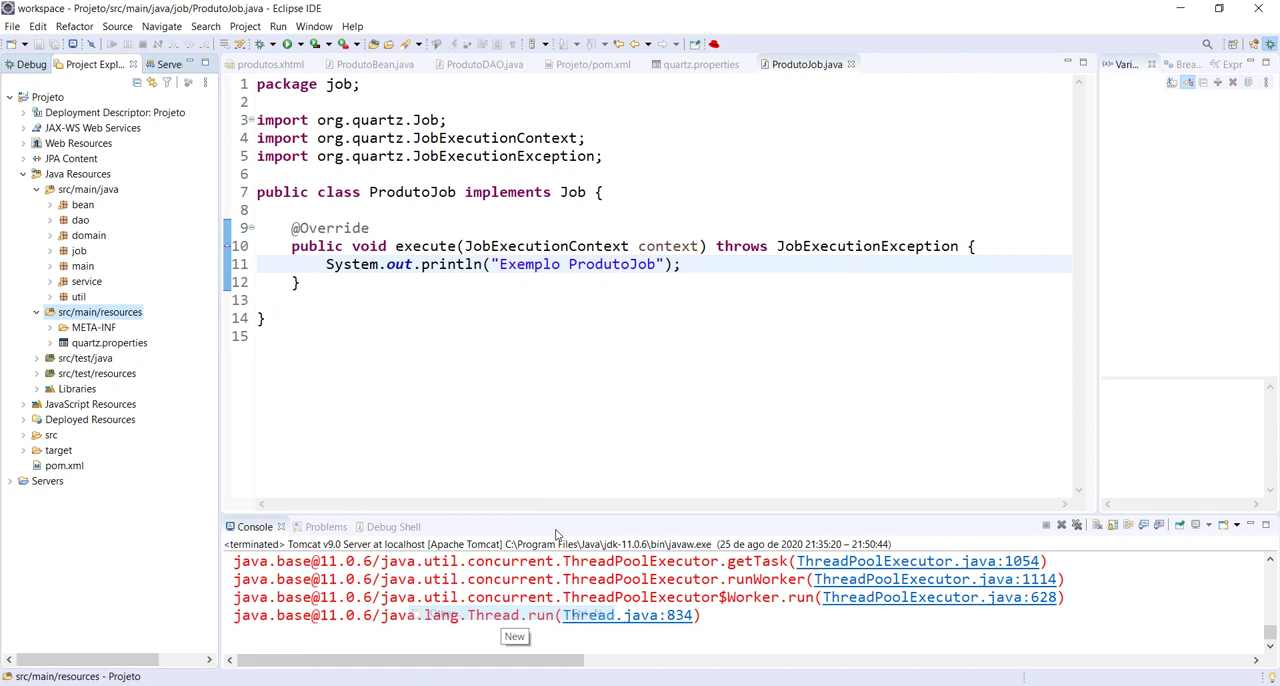 workspace - Projeto/src/main/java/job/ProdutoJob.java - Eclipse IDE
File Edit Refactor Source Navigate Search Project Run Window Help
Debug Project Expl... Serve
produtos.xhtml ProdutoBean.java ProdutoDAO.java Projeto/pom.xml quartz.properties ProdutoJob.java
Vari... Brea... Expr
Projeto
Deployment Descriptor: Projeto
JAX-WS Web Services
Web Resources
JPA Content
Java Resources
src/main/java
bean
dao
domain
job
main
service
util
src/main/resources
META-INF
quartz.properties
src/test/java
src/test/resources
Libraries
JavaScript Resources
Deployed Resources
src
target
pom.xml
Servers
1 package job;
2
3 import org.quartz.Job;
4 import org.quartz.JobExecutionContext;
5 import org.quartz.JobExecutionException;
6
7 public class ProdutoJob implements Job {
8
9 @Override
10 public void execute(JobExecutionContext context) throws JobExecutionException {
11 System.out.println("Exemplo ProdutoJob");
12 }
13
14 }
15
Console Problems Debug Shell
<terminated> Tomcat v9.0 Server at localhost [Apache Tomcat] C:\Program Files\Java\jdk-11.0.6\bin\javaw.exe (25 de ago de 2020 21:35:20 – 21:50:44)
java.base@11.0.6/java.util.concurrent.ThreadPoolExecutor.getTask(ThreadPoolExecutor.java:1054)
java.base@11.0.6/java.util.concurrent.ThreadPoolExecutor.runWorker(ThreadPoolExecutor.java:1114)
java.base@11.0.6/java.util.concurrent.ThreadPoolExecutor$Worker.run(ThreadPoolExecutor.java:628)
java.base@11.0.6/java.lang.Thread.run(Thread.java:834)
New
src/main/resources - Projeto